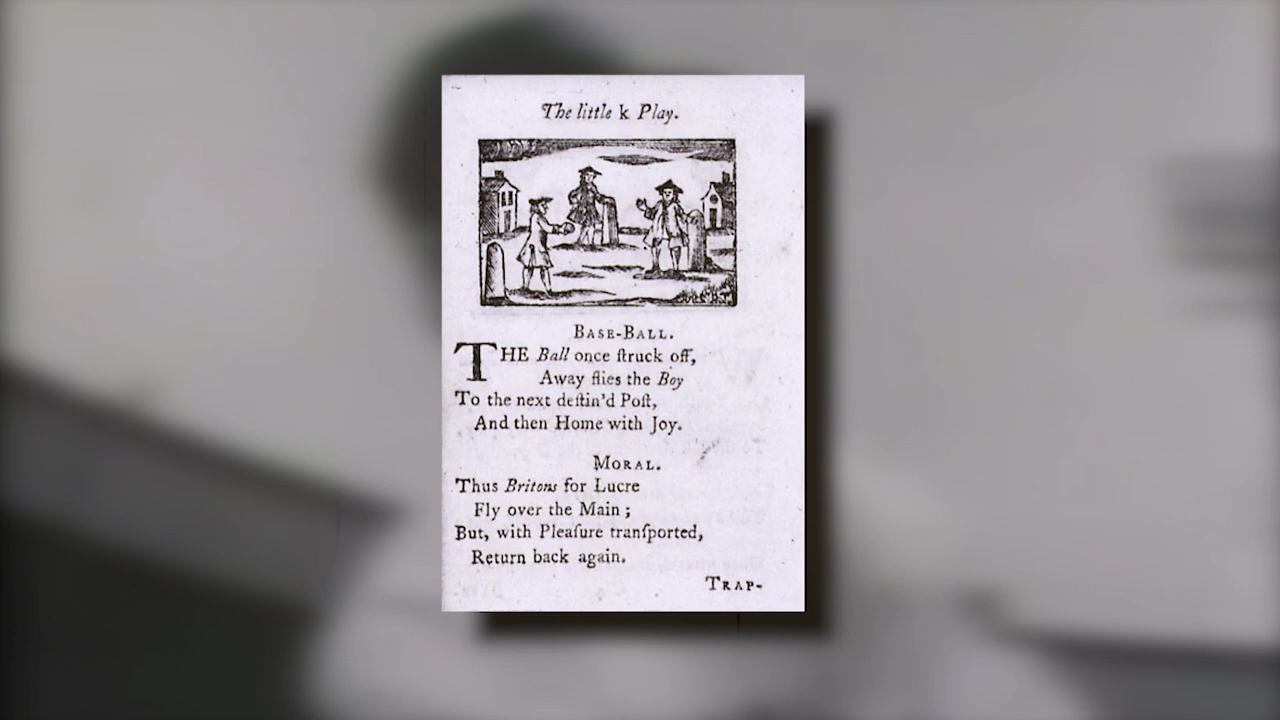 The little k Play.
BASE-BALL.
THE Ball once ſtruck off,
Away flies the Boy
To the next deſtin'd Poſt,
And then Home with Joy.
MORAL.
Thus Britons for Lucre
Fly over the Main;
But, with Pleaſure tranſported,
Return back again.
TRAP-